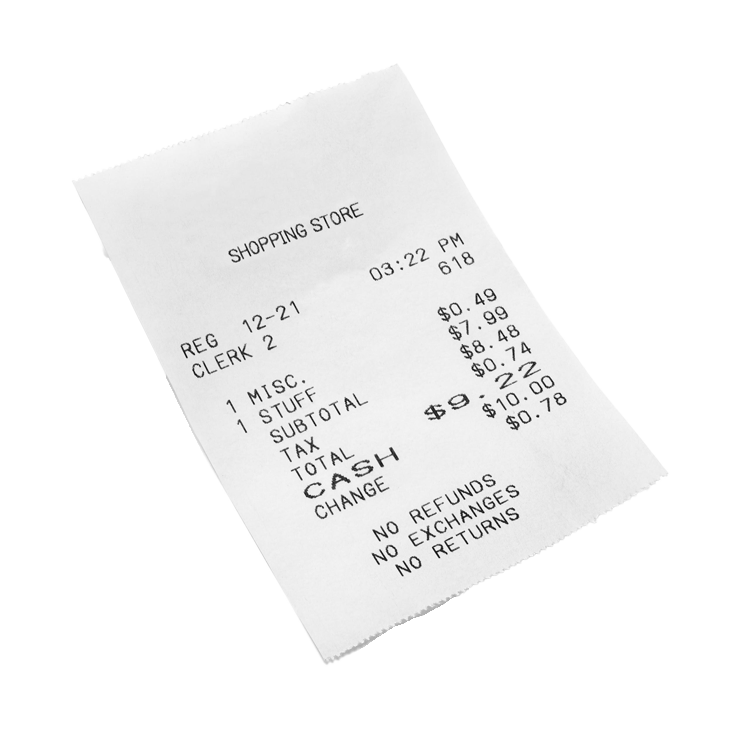 SHOPPING STORE
REG 12-21 03:22 PM
CLERK 2 618
1 MISC. $0.49
1 STUFF $7.99
SUBTOTAL $8.48
TAX $0.74
TOTAL $9.22
CASH $10.00
CHANGE $0.78
NO REFUNDS
NO EXCHANGES
NO RETURNS